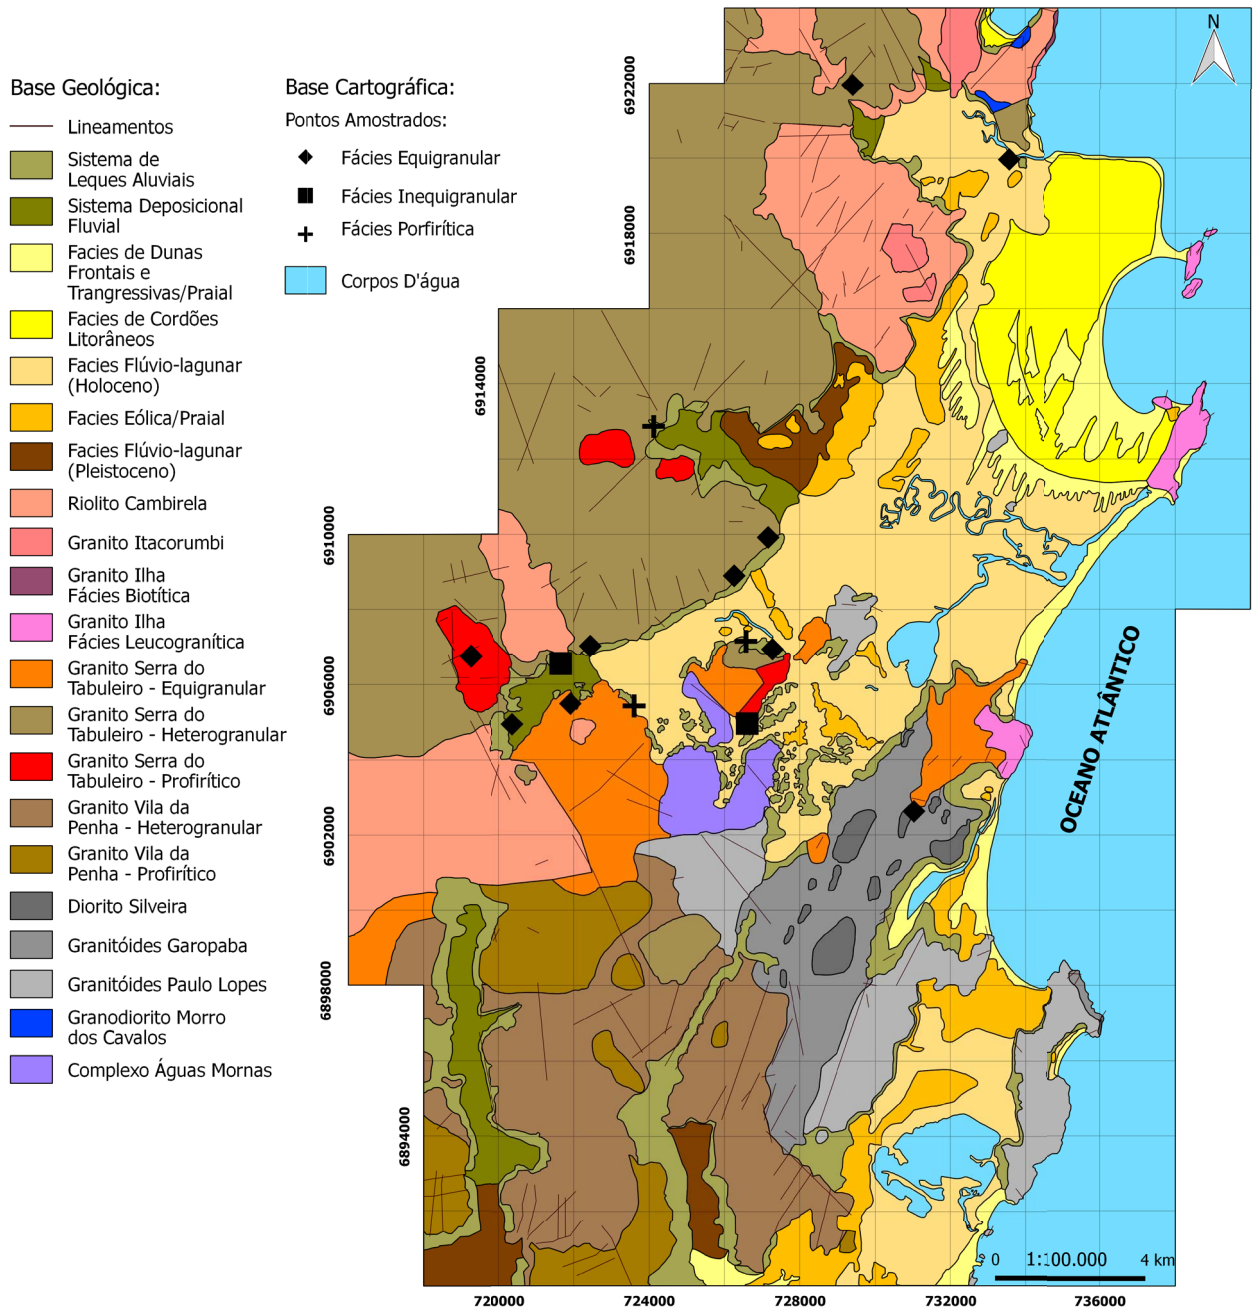 Base Geológica:
Lineamentos
Sistema de
Leques Aluviais
Sistema Deposicional
Fluvial
Facies de Dunas
Frontais e
Trangressivas/Praial
Facies de Cordões
Litorâneos
Facies Flúvio-lagunar
(Holoceno)
Facies Eólica/Praial
Facies Flúvio-lagunar
(Pleistoceno)
Riolito Cambirela
Granito Itacorumbi
Granito Ilha
Fácies Biotítica
Granito Ilha
Fácies Leucogranítica
Granito Serra do
Tabuleiro - Equigranular
Granito Serra do
Tabuleiro - Heterogranular
Granito Serra do
Tabuleiro - Profirítico
Granito Vila da
Penha - Heterogranular
Granito Vila da
Penha - Profirítico
Diorito Silveira
Granitóides Garopaba
Granitóides Paulo Lopes
Granodiorito Morro
dos Cavalos
Complexo Águas Mornas
Base Cartográfica:
Pontos Amostrados:
Fácies Equigranular
Fácies Inequigranular
Fácies Porfirítica
Corpos D'água
N
6922000
6918000
6914000
6910000
6906000
6902000
6898000
6894000
OCEANO ATLÂNTICO
0 1:100.000 4 km
720000 724000 728000 732000 736000